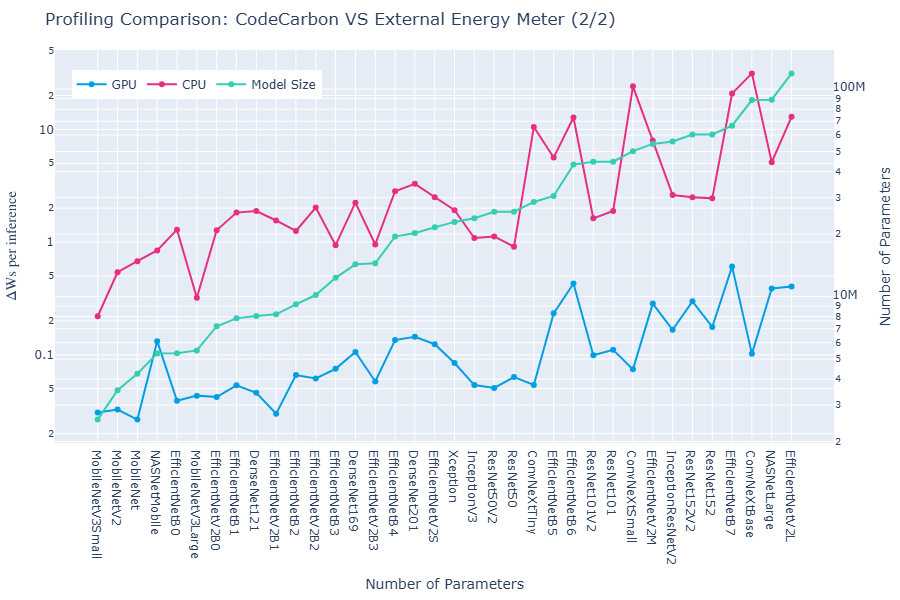 Profiling Comparison: CodeCarbon VS External Energy Meter (2/2)
GPU CPU Model Size
5
2
10
5
2
1
5
2
0.1
5
2
ΔWs per inference
100M
9
8
7
6
5
4
3
2
10M
9
8
7
6
5
4
3
2
Number of Parameters
MobileNetV3Small
MobileNetV2
MobileNet
NASNetMobile
EfficientNetB0
MobileNetV3Large
EfficientNetV2B0
EfficientNetB1
DenseNet121
EfficientNetV2B1
EfficientNetB2
EfficientNetV2B2
EfficientNetB3
DenseNet169
EfficientNetV2B3
EfficientNetB4
DenseNet201
EfficientNetV2S
Xception
InceptionV3
ResNet50V2
ResNet50
ConvNeXtTiny
EfficientNetB5
EfficientNetB6
ResNet101V2
ResNet101
ConvNeXtSmall
EfficientNetV2M
InceptionResNetV2
ResNet152V2
ResNet152
EfficientNetB7
ConvNeXtBase
NASNetLarge
EfficientNetV2L
Number of Parameters